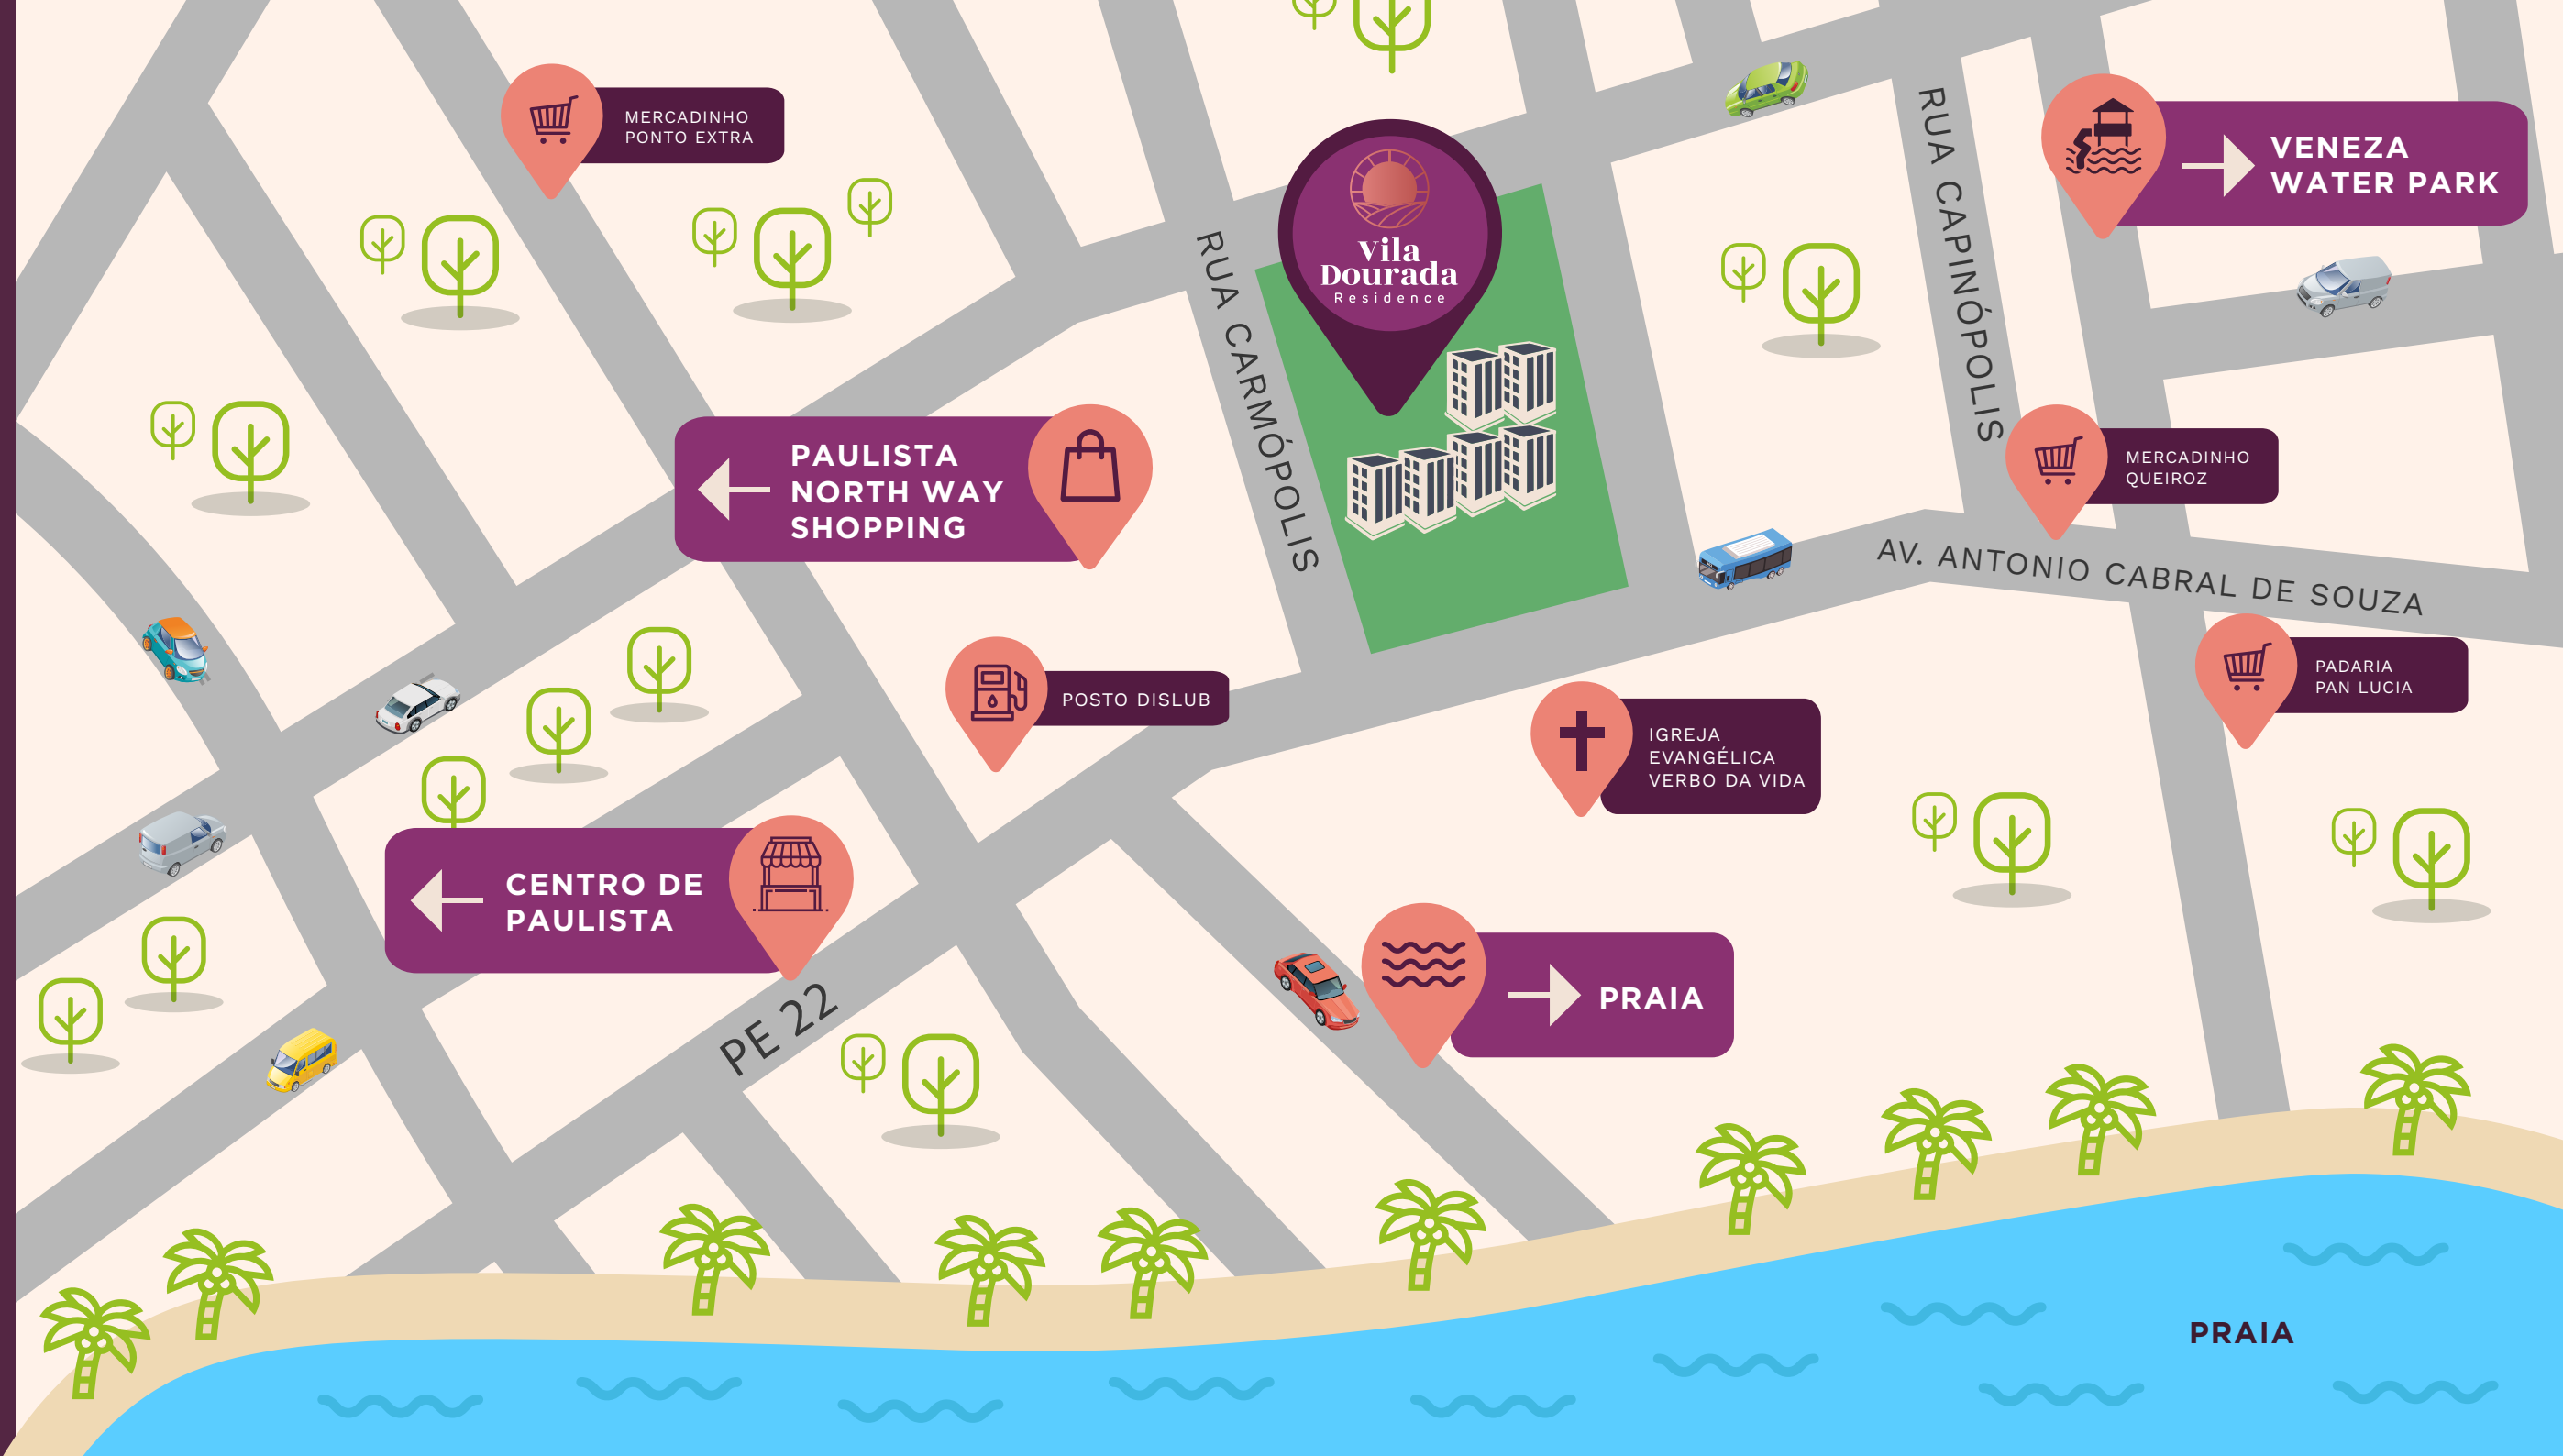 MERCADINHO
PONTO EXTRA
Vila
Dourada
Residence
RUA CAPINÓPOLIS
VENEZA
WATER PARK
RUA CARMÓPOLIS
PAULISTA
NORTH WAY
SHOPPING
MERCADINHO
QUEIROZ
AV. ANTONIO CABRAL DE SOUZA
POSTO DISLUB
PADARIA
PAN LUCIA
IGREJA
EVANGÉLICA
VERBO DA VIDA
CENTRO DE
PAULISTA
PE 22
PRAIA
PRAIA